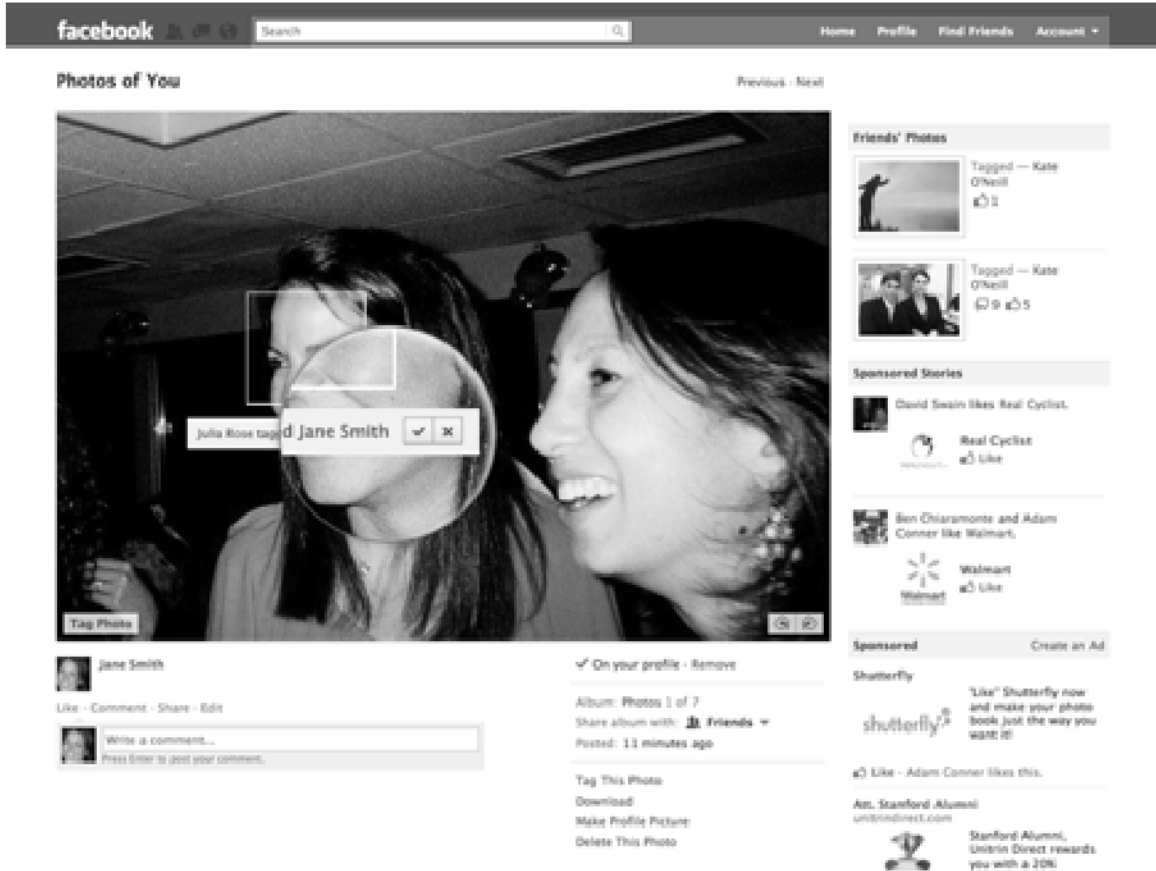 facebook
Search
Home Profile Find Friends Account
Photos of You
Previous · Next
Julia Rose tagged Jane Smith
Tag Photo
Jane Smith
Like · Comment · Share · Edit
Write a comment...
Press Enter to post your comment.
✓ On your profile · Remove
Album: Photos 1 of 7
Share album with: Friends
Posted: 11 minutes ago
Tag This Photo
Download
Make Profile Picture
Delete This Photo
Friends' Photos
Tagged — Kate
O'Neill
1
Tagged — Kate
O'Neill
9 5
Sponsored Stories
David Swain likes Real Cyclist.
Real Cyclist
Like
Ben Chiaramonte and Adam
Conner like Walmart.
Walmart
Walmart
Like
Sponsored Create an Ad
Shutterfly
shutterfly
"Like" Shutterfly now
and make your photo
book just the way you
want it!
Like · Adam Conner likes this.
Att. Stanford Alumni
unitrindirect.com
Stanford Alumni,
Unitrin Direct rewards
you with a 20%